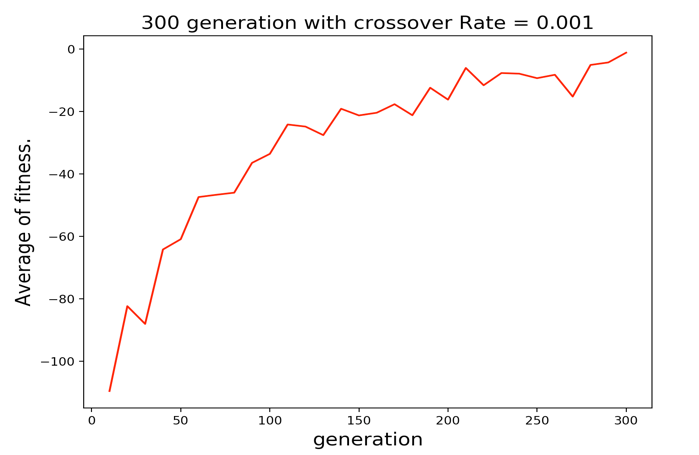 300 generation with crossover Rate = 0.001
0
−20
−40
−60
−80
−100
Average of fitness.
0 50 100 150 200 250 300
generation